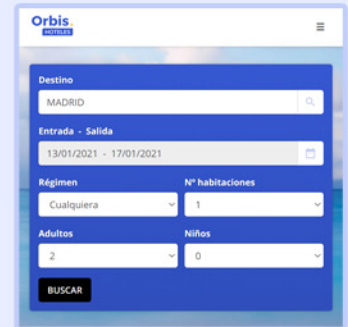 Orbis.
HOTELES
Destino
MADRID
Entrada - Salida
13/01/2021 - 17/01/2021
Régimen
Nº habitaciones
Cualquiera
1
Adultos
Niños
2
0
BUSCAR